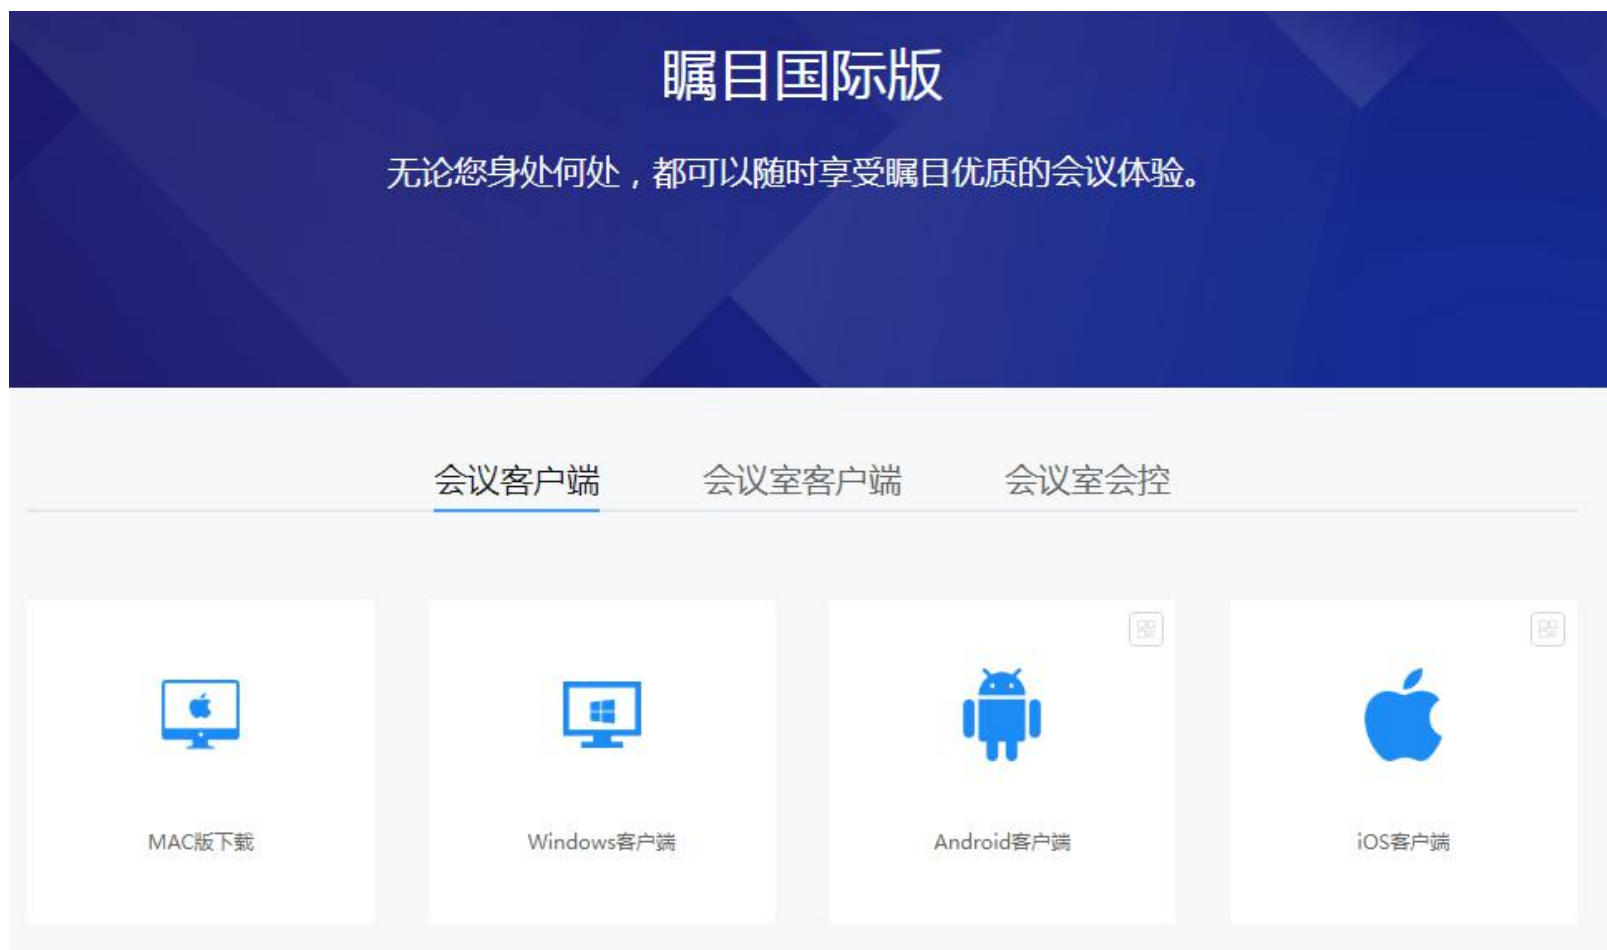 瞩目国际版
无论您身处何处，都可以随时享受瞩目优质的会议体验。
会议客户端 会议室客户端 会议室会控
MAC版下载 Windows客户端 Android客户端 iOS客户端